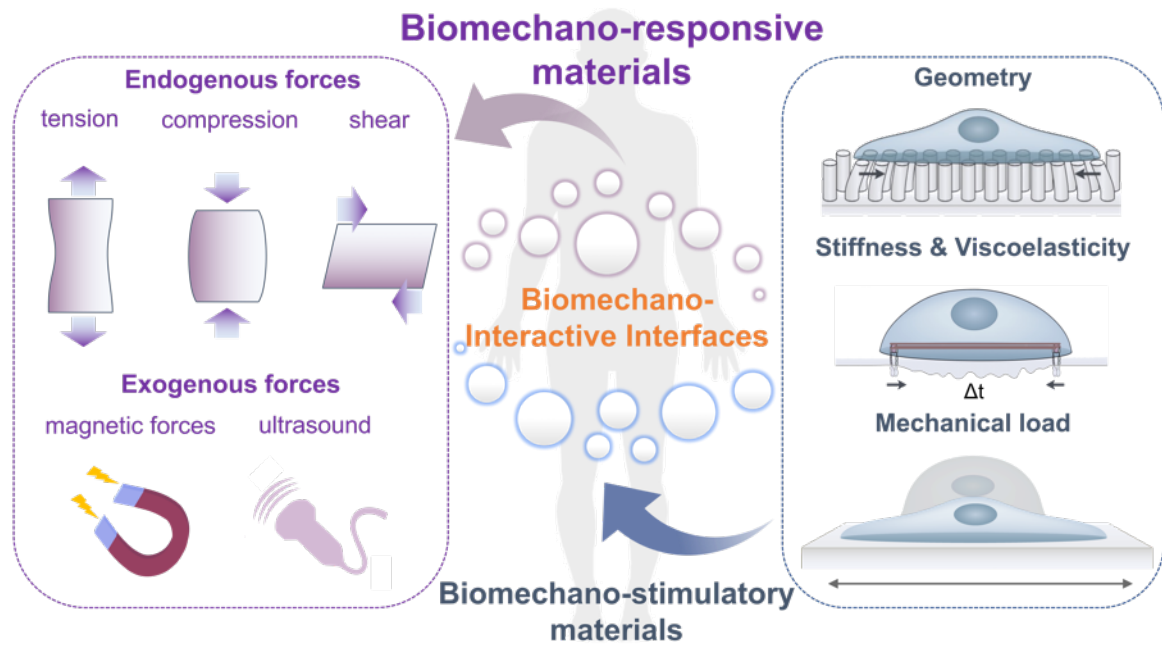 Biomechano-responsive
materials
Endogenous forces
tension compression shear
Exogenous forces
magnetic forces ultrasound
Biomechano-
Interactive Interfaces
Geometry
Stiffness & Viscoelasticity
Δt
Mechanical load
Biomechano-stimulatory
materials